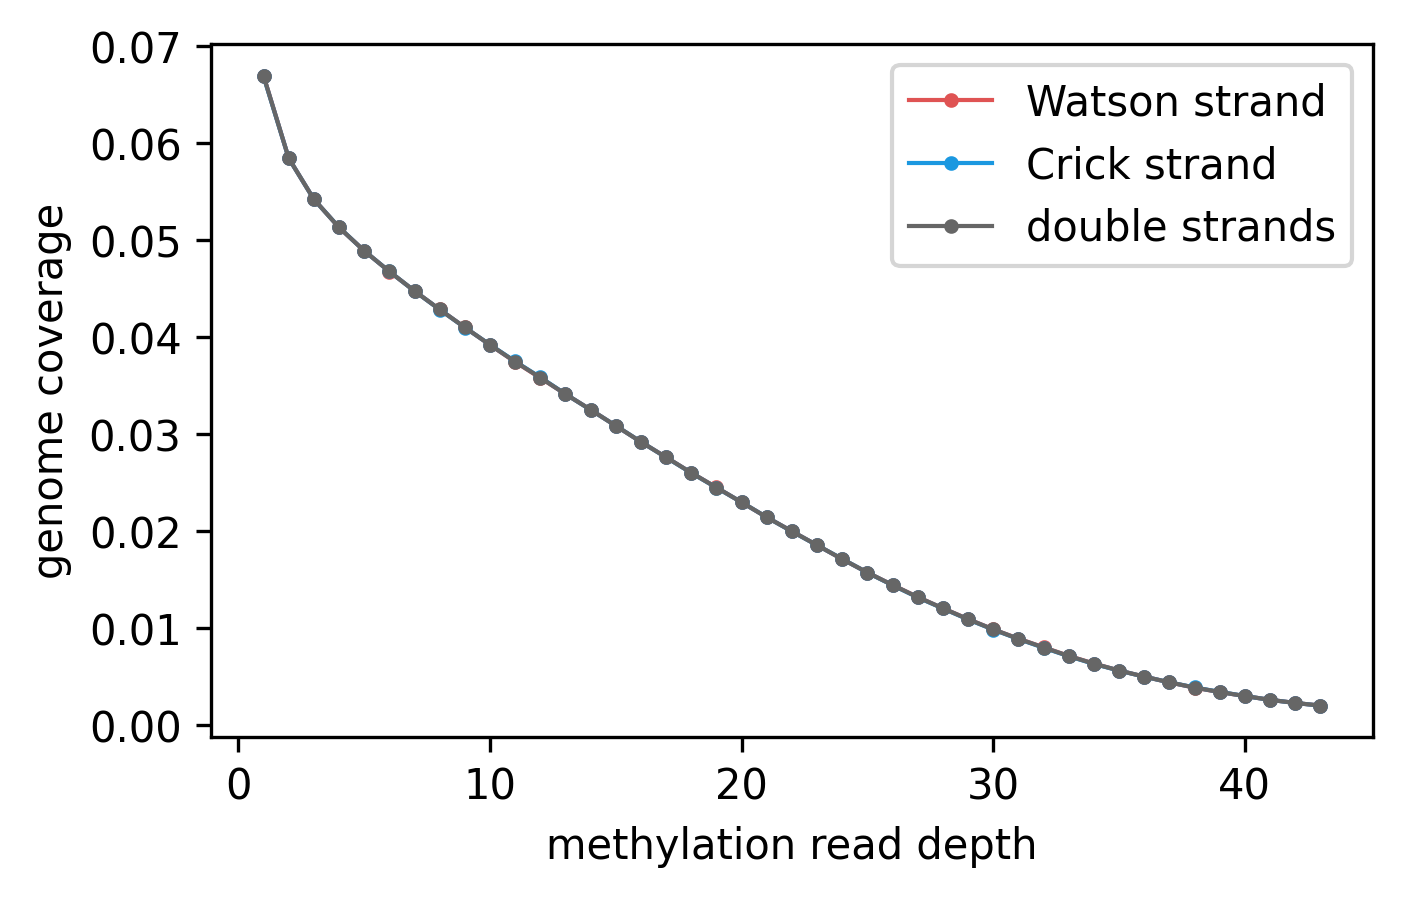 0.07
0.06
0.05
0.04
0.03
0.02
0.01
0.00
genome coverage
Watson strand
Crick strand
double strands
0 10 20 30 40
methylation read depth